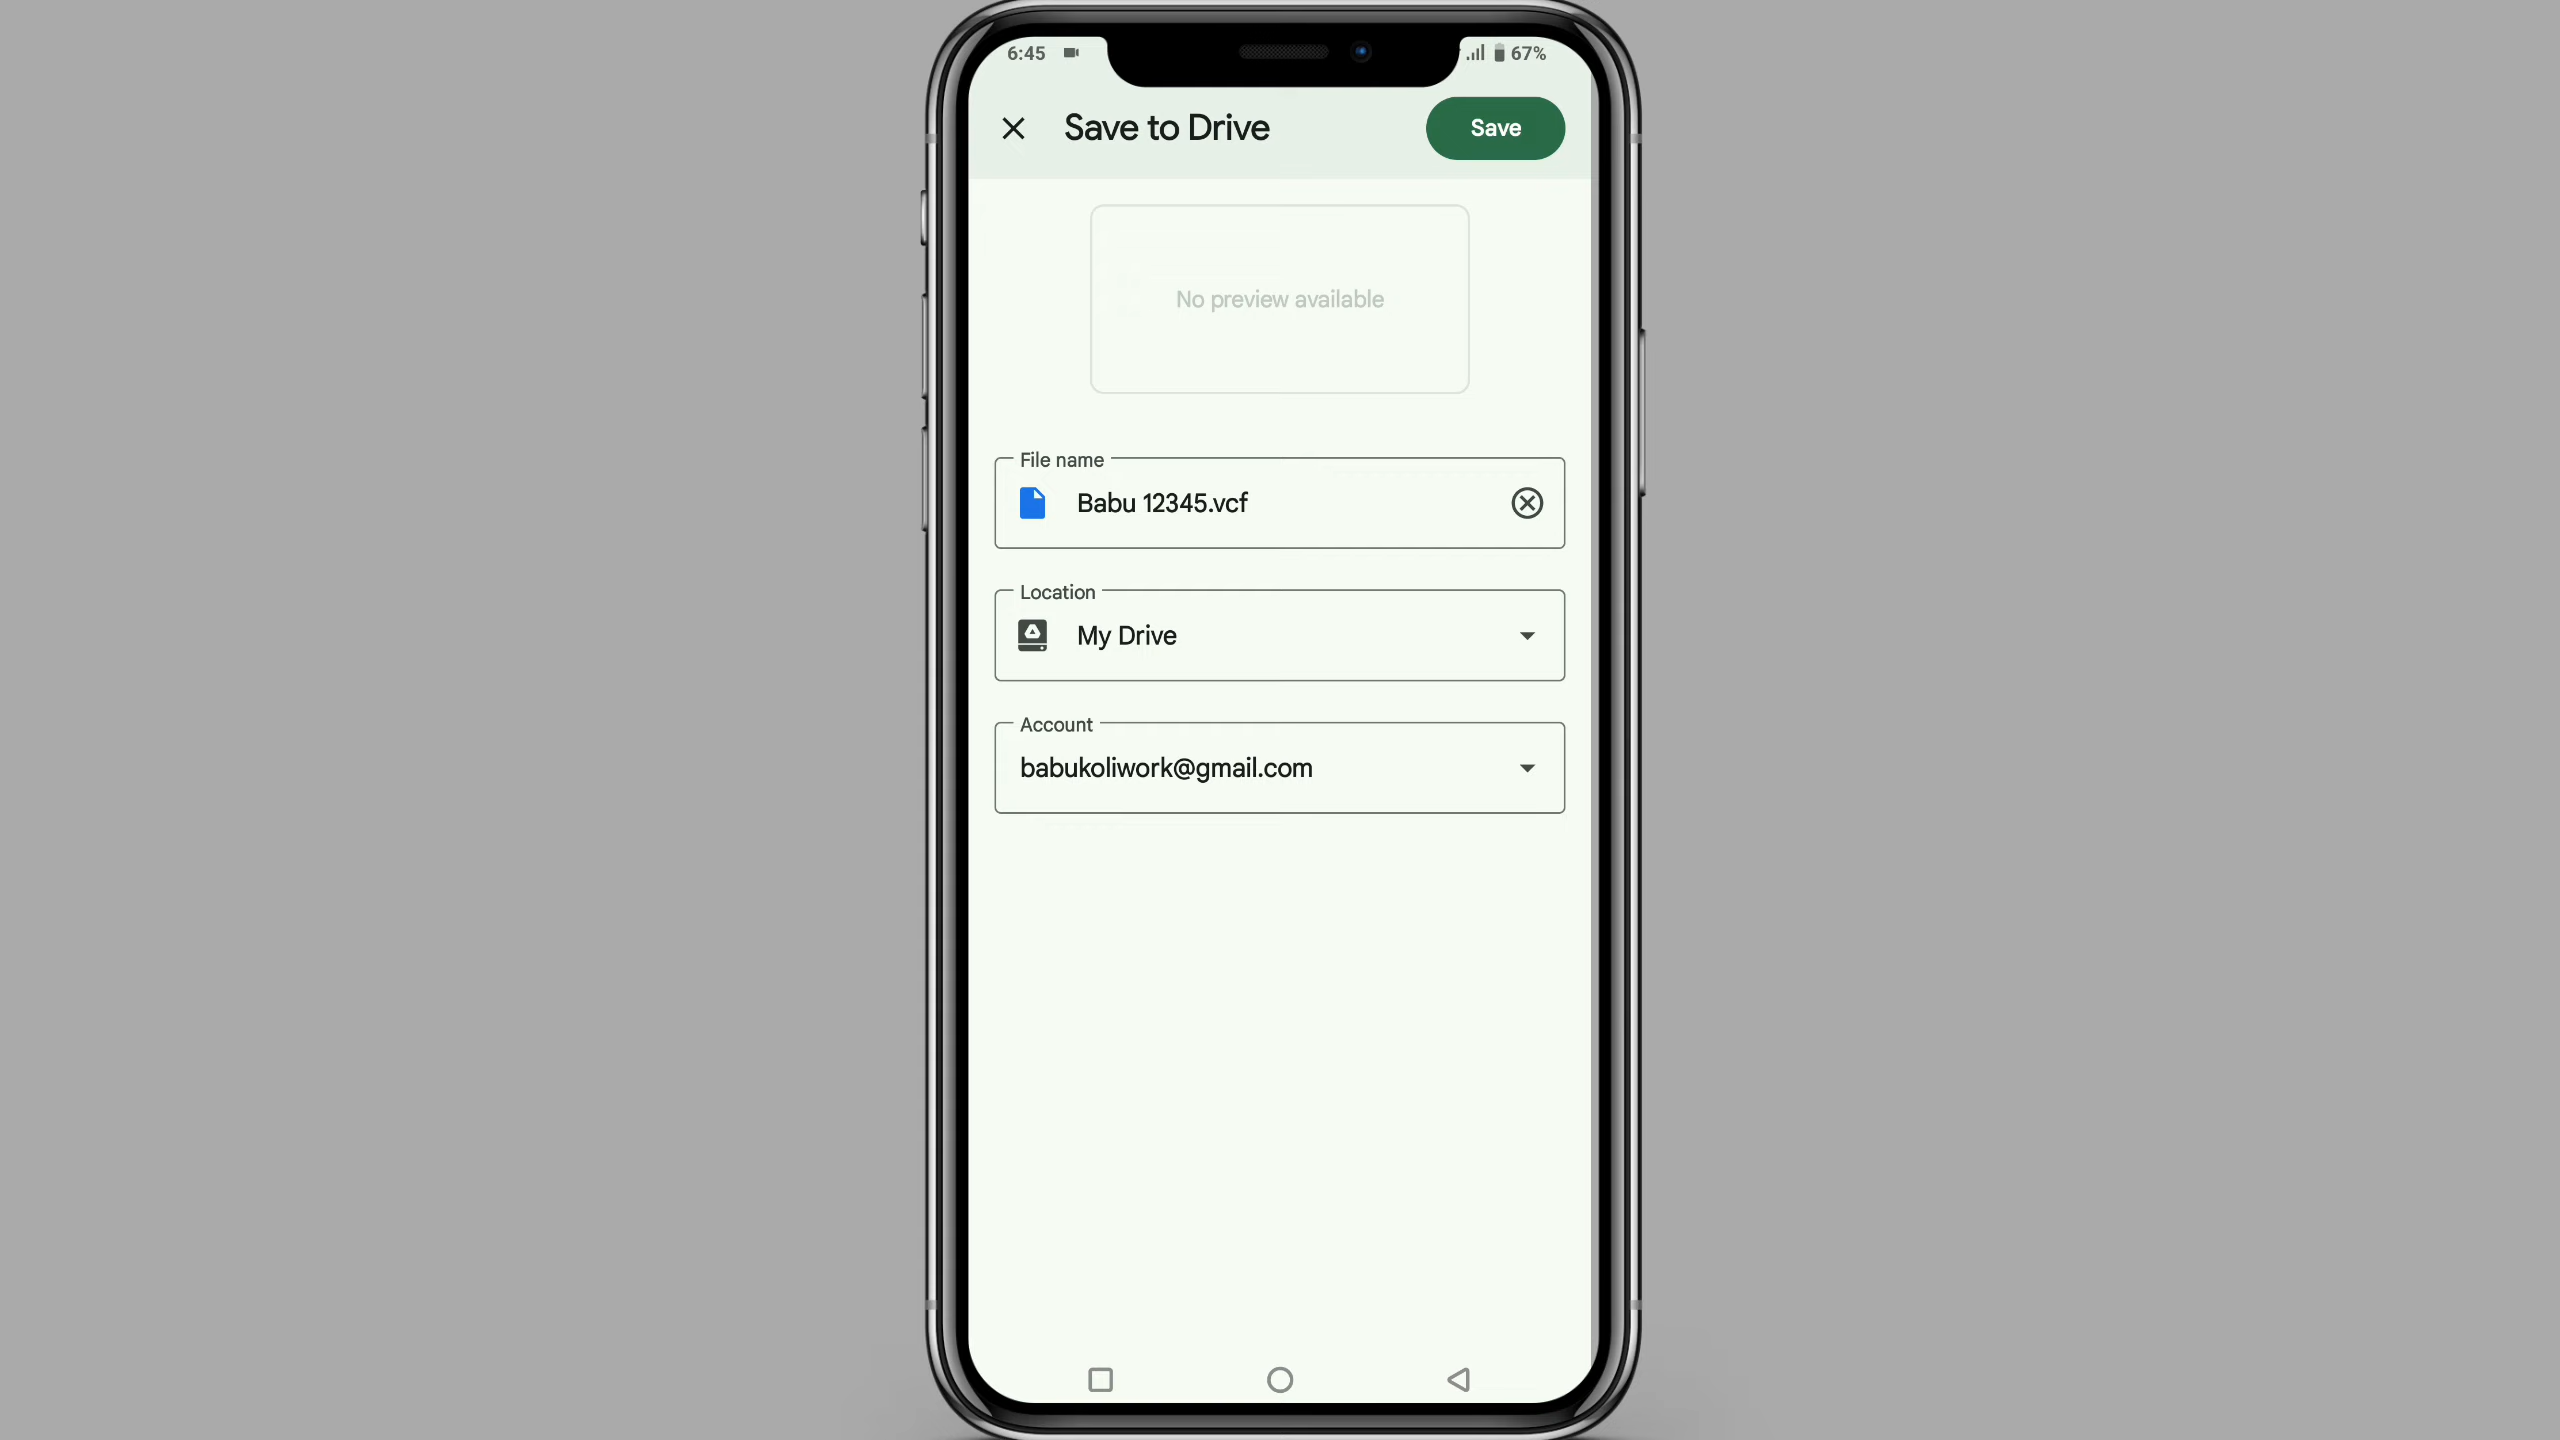 6:45
67%
Save to Drive
Save
No preview available
File name
Babu 12345.vcf
Location
My Drive
Account
babukoliwork@gmail.com